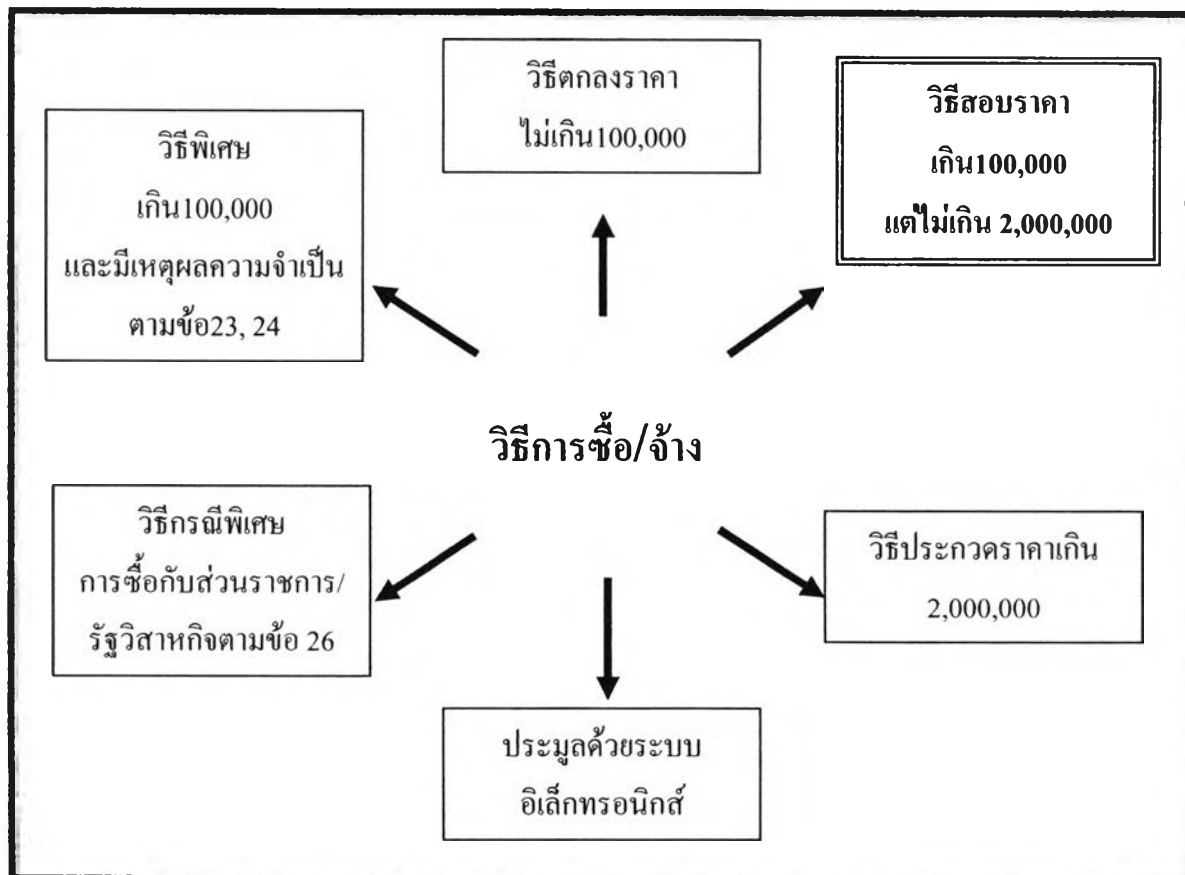 วิธีตกลงราคา
ไม่เกิน100,000
วิธีสอบราคา
เกิน100,000
แต่ไม่เกิน 2,000,000
วิธีพิเศษ
เกิน100,000
และมีเหตุผลความจำเป็น
ตามข้อ23, 24
วิธีการซื้อ/จ้าง
วิธีกรณีพิเศษ
การซื้อกับส่วนราชการ/
รัฐวิสาหกิจตามข้อ 26
วิธีประกวดราคาเกิน
2,000,000
ประมูลด้วยระบบ
อิเล็กทรอนิกส์